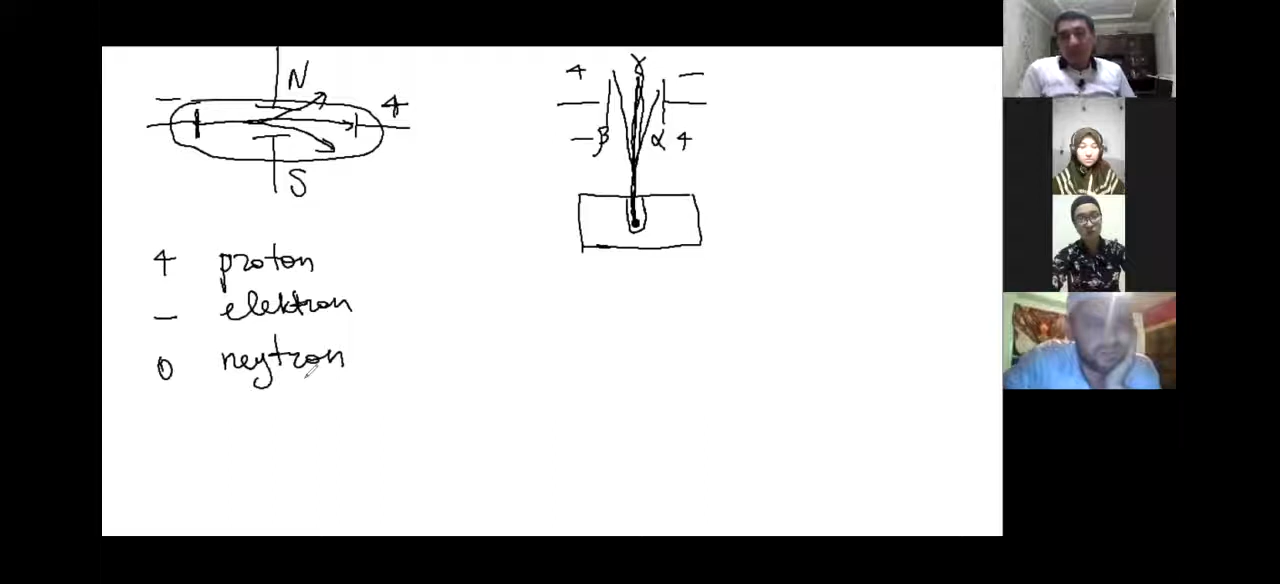 N
− +
S
γ
+ −
− β α +
+ proton
− elektron
0 neytron